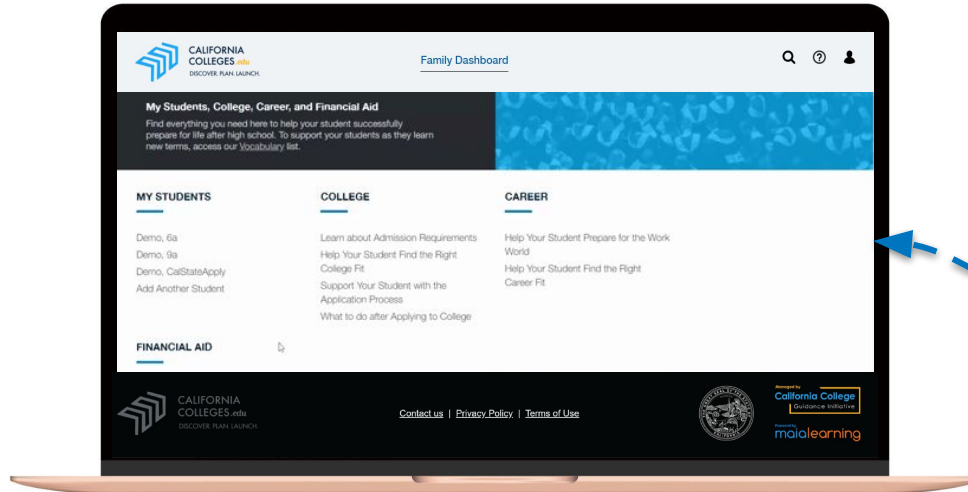 CALIFORNIA
COLLEGES.edu
DISCOVER. PLAN. LAUNCH.
Family Dashboard
My Students, College, Career, and Financial Aid
Find everything you need here to help your student successfully
prepare for life after high school. To support your students as they learn
new terms, access our Vocabulary list.
MY STUDENTS
Demo, 6a
Demo, 9a
Demo, CalStateApply
Add Another Student
COLLEGE
Learn about Admission Requirements
Help Your Student Find the Right
College Fit
Support Your Student with the
Application Process
What to do after Applying to College
CAREER
Help Your Student Prepare for the Work
World
Help Your Student Find the Right
Career Fit
FINANCIAL AID
CALIFORNIA
COLLEGES.edu
DISCOVER. PLAN. LAUNCH.
Contact us | Privacy Policy | Terms of Use
Managed by
California College
Guidance Initiative
Powered by
maialearning